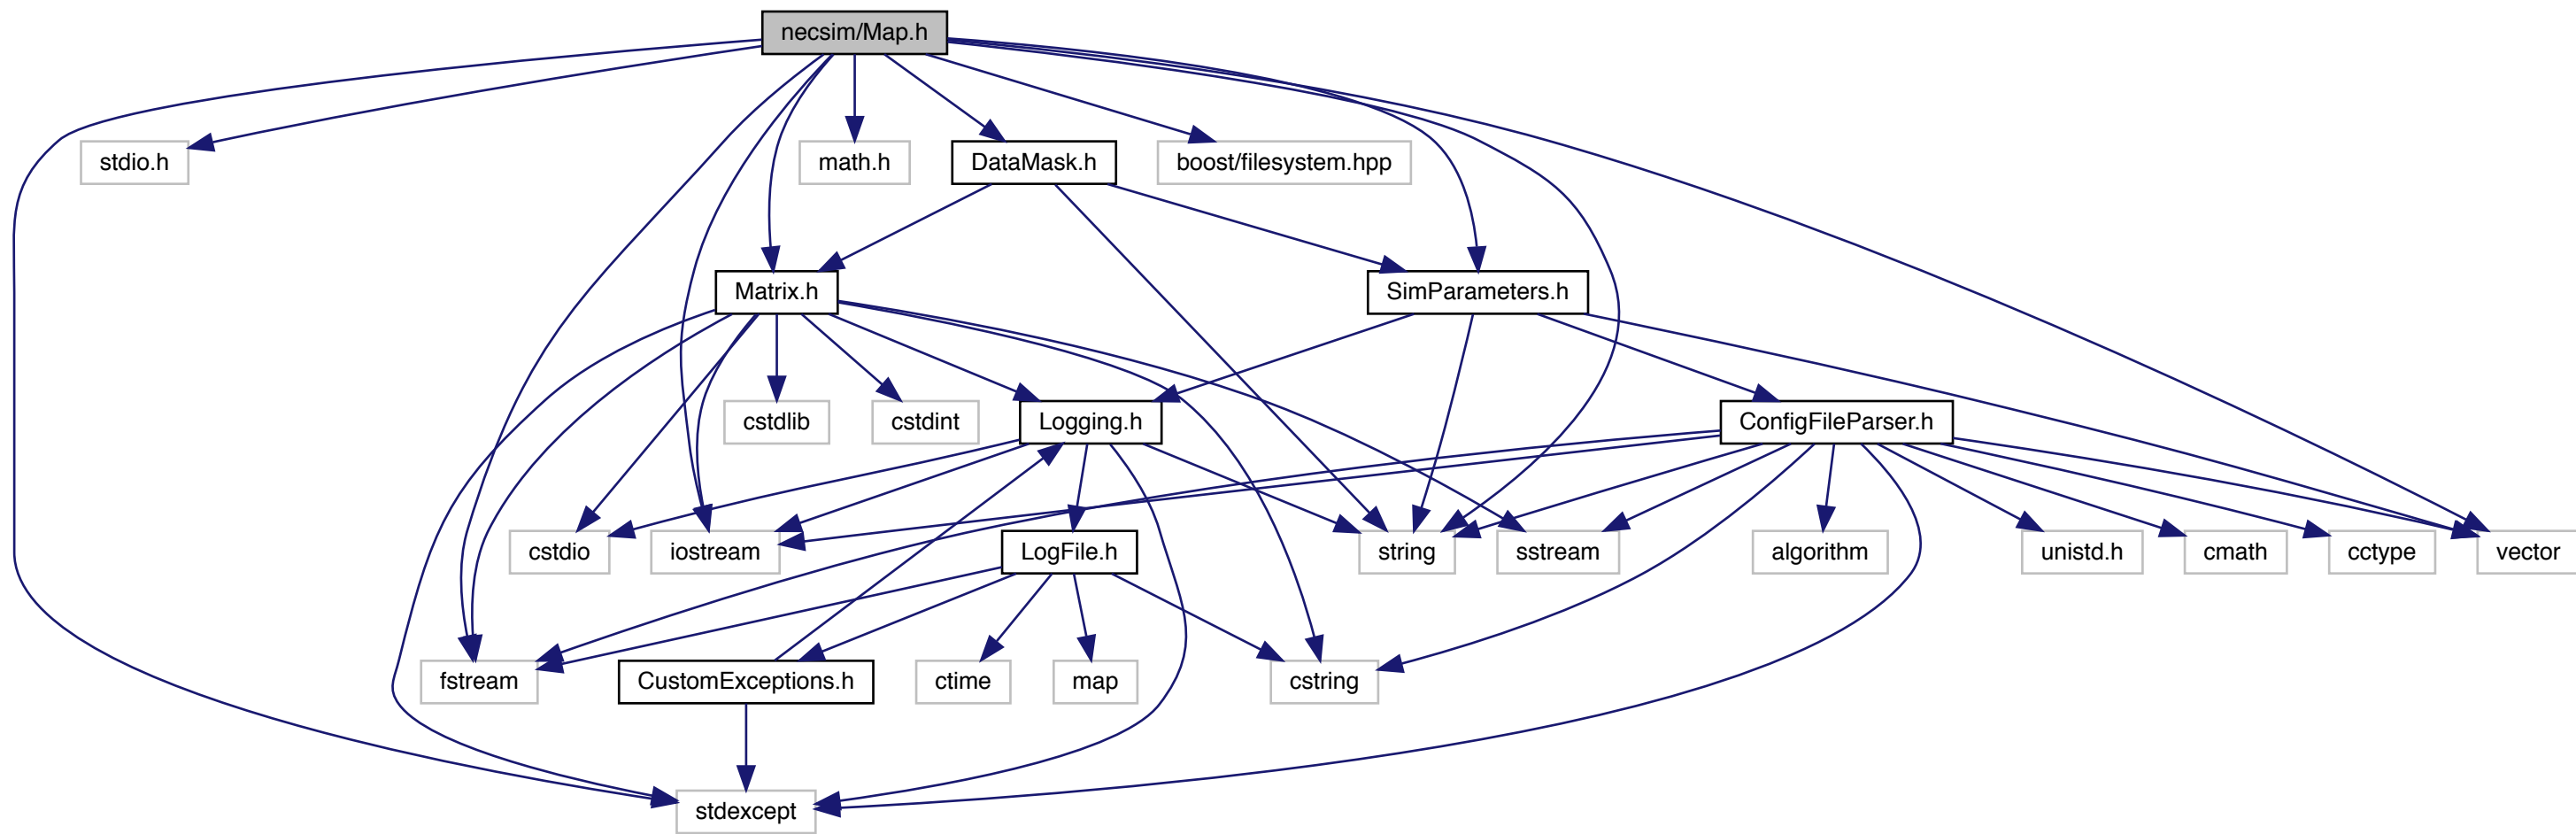 necsim/Map.h
stdio.h
math.h
DataMask.h
boost/filesystem.hpp
Matrix.h
SimParameters.h
cstdlib
cstdint
Logging.h
ConfigFileParser.h
cstdio
iostream
LogFile.h
string
sstream
algorithm
unistd.h
cmath
cctype
vector
fstream
CustomExceptions.h
ctime
map
cstring
stdexcept